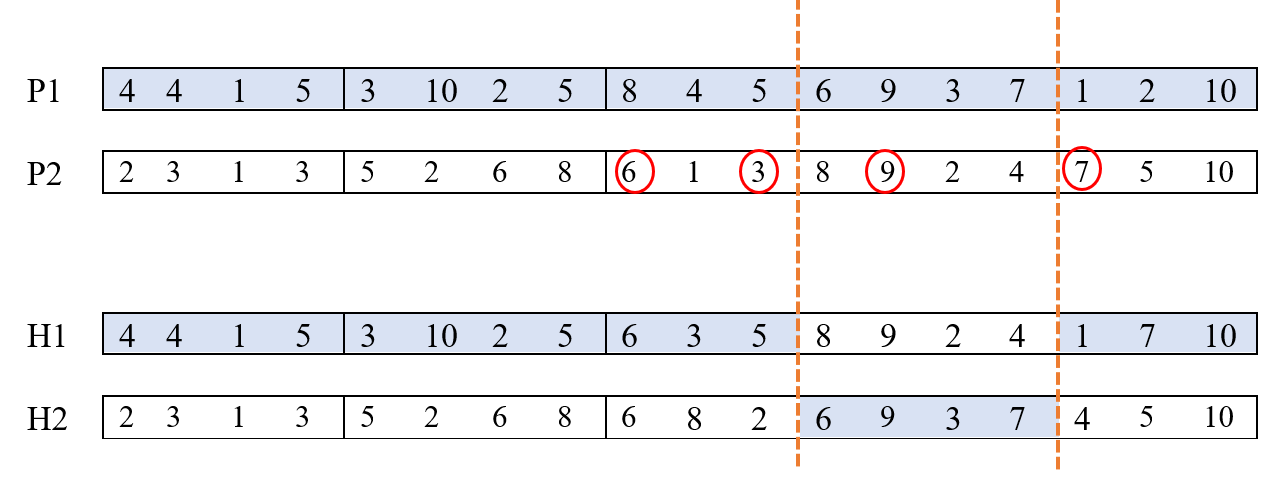 P1 4 4 1 5 3 10 2 5 8 4 5 6 9 3 7 1 2 10
P2 2 3 1 3 5 2 6 8 6 1 3 8 9 2 4 7 5 10
H1 4 4 1 5 3 10 2 5 6 3 5 8 9 2 4 1 7 10
H2 2 3 1 3 5 2 6 8 6 8 2 6 9 3 7 4 5 10